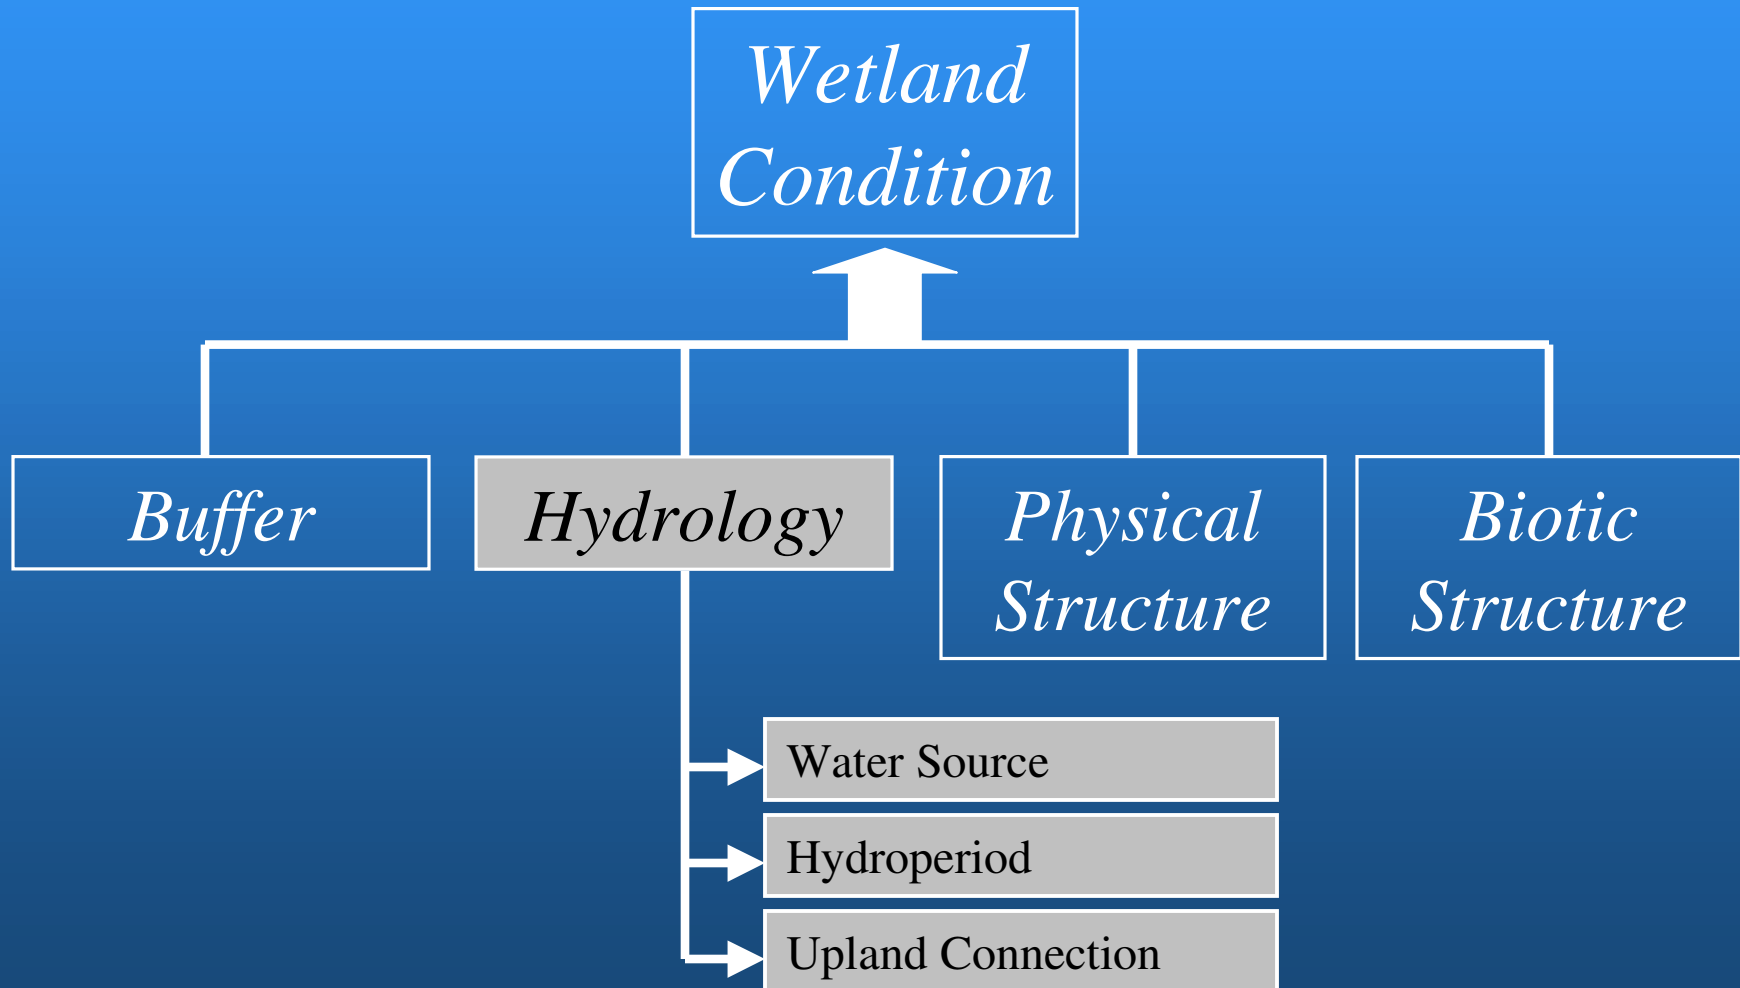 Wetland
Condition
Buffer
Hydrology
Physical
Structure
Biotic
Structure
Water Source
Hydroperiod
Upland Connection